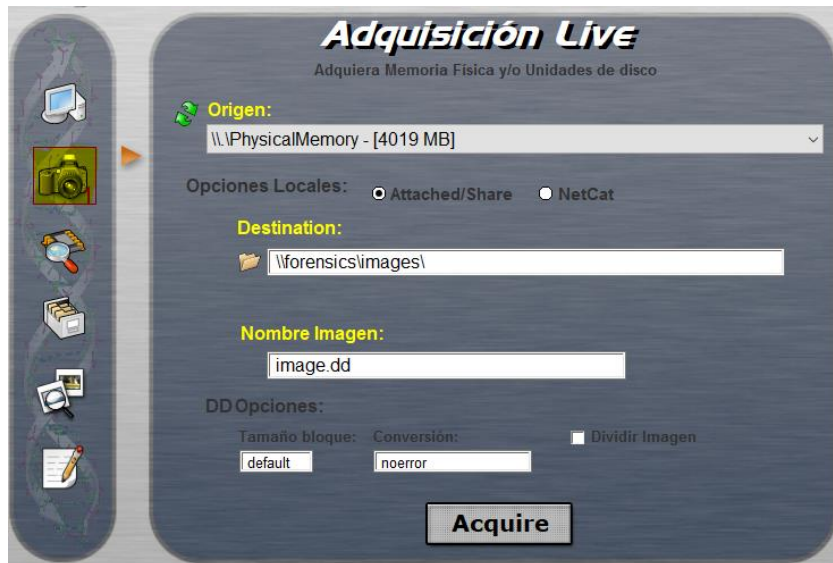 Adquisición Live
Adquiera Memoria Física y/o Unidades de disco
Origen:
\\.\PhysicalMemory - [4019 MB]
Opciones Locales: Attached/Share NetCat
Destination:
\\forensics\images\
Nombre Imagen:
image.dd
DD Opciones:
Tamaño bloque: Conversión: Dividir Imagen
default noerror
Acquire